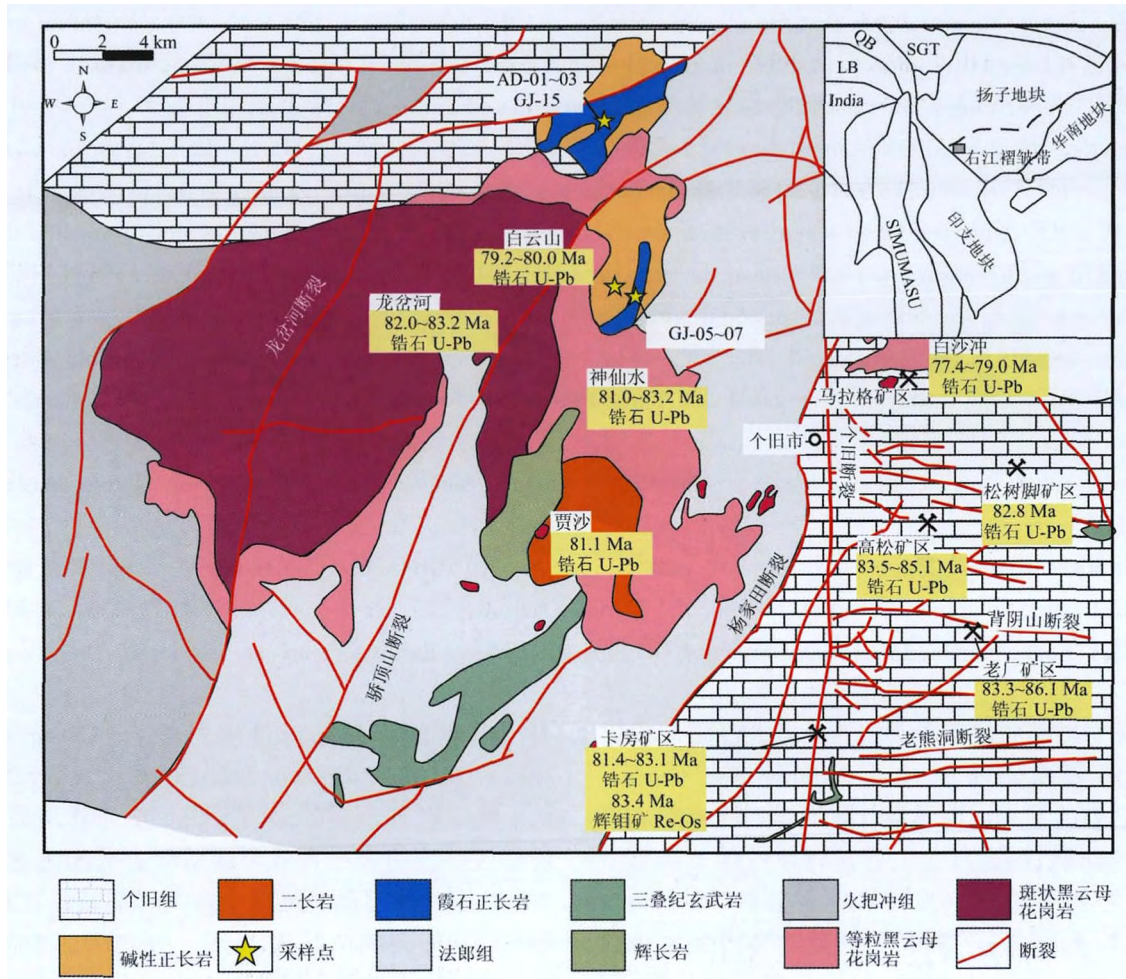 0 2 4 km
N
W E
S
AD-01~03
GJ-15
QB
SGT
LB
India
扬子地块
华南地块
右江褶皱带
印支地块
SIMUMASU
白云山
79.2~80.0 Ma
锆石 U-Pb
龙岔河断裂
龙岔河
82.0~83.2 Ma
锆石 U-Pb
GJ-05~07
神仙水
81.0~83.2 Ma
锆石 U-Pb
白沙冲
77.4~79.0 Ma
锆石 U-Pb
马拉格矿区
个旧市
个旧断裂
松树脚矿区
82.8 Ma
锆石 U-Pb
贾沙
81.1 Ma
锆石 U-Pb
高松矿区
83.5~85.1 Ma
锆石 U-Pb
杨家田断裂
背阴山断裂
骄顶山断裂
老厂矿区
83.3~86.1 Ma
锆石 U-Pb
卡房矿区
81.4~83.1 Ma
锆石 U-Pb
83.4 Ma
辉钼矿 Re-Os
老熊洞断裂
个旧组
二长岩
霞石正长岩
三叠纪玄武岩
火把冲组
斑状黑云母
花岗岩
碱性正长岩
采样点
法郎组
辉长岩
等粒黑云母
花岗岩
断裂